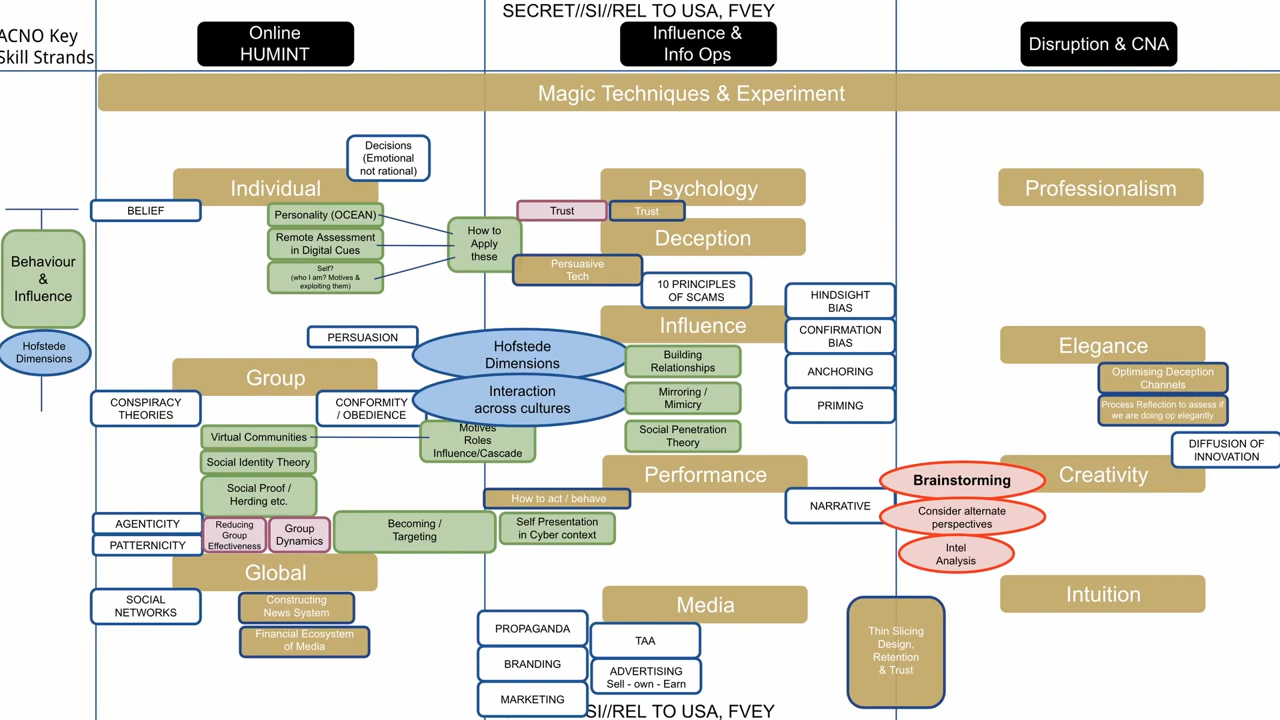 SECRET//SI//REL TO USA, FVEY
ACNO Key
Skill Strands
Online
HUMINT
Influence &
Info Ops
Disruption & CNA
Magic Techniques & Experiment
Decisions
(Emotional
not rational)
Individual
Psychology
Professionalism
BELIEF
Personality (OCEAN)
Trust
Trust
Remote Assessment
in Digital Cues
How to
Apply
these
Deception
Behaviour
&
Influence
Self?
(who I am? Motives &
exploiting them)
Persuasive
Tech
10 PRINCIPLES
OF SCAMS
HINDSIGHT
BIAS
Influence
PERSUASION
CONFIRMATION
BIAS
Hofstede
Dimensions
Hofstede
Dimensions
Building
Relationships
Elegance
ANCHORING
Optimising Deception
Channels
Group
Interaction
across cultures
Mirroring /
Mimicry
PRIMING
Process Reflection to assess if
we are doing op elegantly
CONSPIRACY
THEORIES
CONFORMITY
/ OBEDIENCE
Virtual Communities
Motives
Roles
Influence/Cascade
Social Penetration
Theory
DIFFUSION OF
INNOVATION
Social Identity Theory
Performance
Brainstorming
Creativity
Social Proof /
Herding etc.
How to act / behave
NARRATIVE
Consider alternate
perspectives
AGENTICITY
PATTERNICITY
Reducing
Group
Effectiveness
Group
Dynamics
Becoming /
Targeting
Self Presentation
in Cyber context
Intel
Analysis
Global
Intuition
SOCIAL
NETWORKS
Constructing
News System
Media
Financial Ecosystem
of Media
PROPAGANDA
TAA
Thin Slicing
Design,
Retention
& Trust
BRANDING
ADVERTISING
Sell - own - Earn
MARKETING
SI//REL TO USA, FVEY